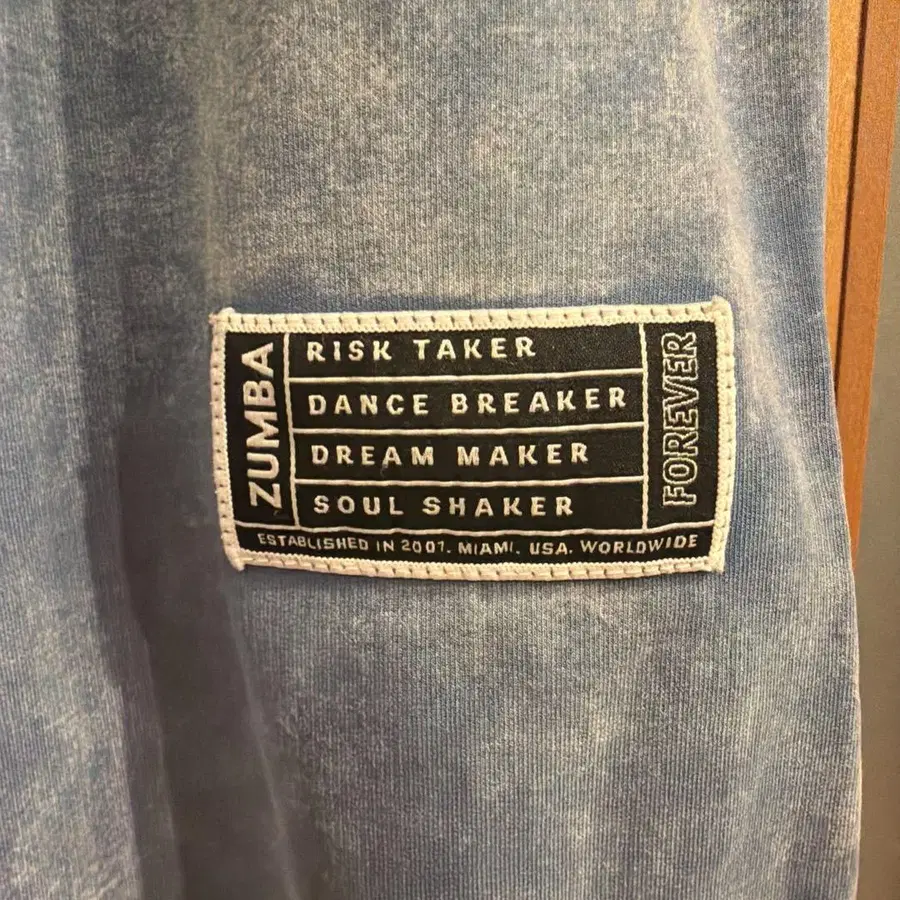 ZUMBA
RISK TAKER
DANCE BREAKER
DREAM MAKER
SOUL SHAKER
FOREVER
ESTABLISHED IN 2001. MIAMI. USA. WORLDWIDE